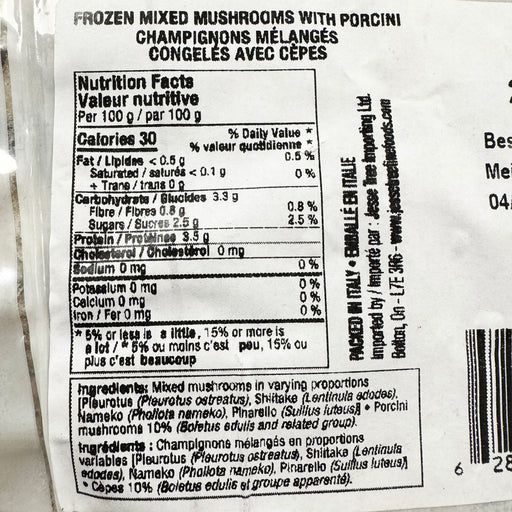 FROZEN MIXED MUSHROOMS WITH PORCINI
CHAMPIGNONS MÉLANGÉS
CONGELÉS AVEC CÈPES
Nutrition Facts
Valeur nutritive
Per 100 g / par 100 g
Calories 30
% Daily Value *
% valeur quotidienne *
Fat / Lipides < 0.5 g 0.5 %
Saturated / saturés < 0.1 g 0 %
+ Trans / trans 0 g
Carbohydrate / Glucides 3.3 g
Fibre / Fibres 0.8 g 0.8 %
Sugars / Sucres 2.5 g 2.5 %
Protein / Protéines 3.5 g
Cholesterol / Cholestérol 0 mg
Sodium 0 mg 0 %
Potassium 0 mg 0 %
Calcium 0 mg 0 %
Iron / Fer 0 mg 0 %
* 5% or less is a little, 15% or more is
a lot / * 5% ou moins c'est peu, 15% ou
plus c'est beaucoup
PACKED IN ITALY • EMBALLÉ EN ITALIE
Imported by / Importé par : Jesse Tree Importing Ltd.
Bolton, On - L7E 3R6 - www.jessetreefinefoods.com
Ingredients: Mixed mushrooms in varying proportions
[Pleurotus (Pleurotus ostreatus), Shiitake (Lentinula edodes),
Nameko (Pholiota nameko), Pinarello (Suillus luteus)] • Porcini
mushrooms 10% (Boletus edulis and related group).
Ingrédients : Champignons mélangés en proportions
variables [Pleurotus (Pleurotus ostreatus), Shiitake (Lentinula
edodes), Nameko (Pholiota nameko), Pinarello (Suillus luteus)]
• Cèpes 10% (Boletus edulis et groupe apparenté).
Bes
Mei
04
6 28